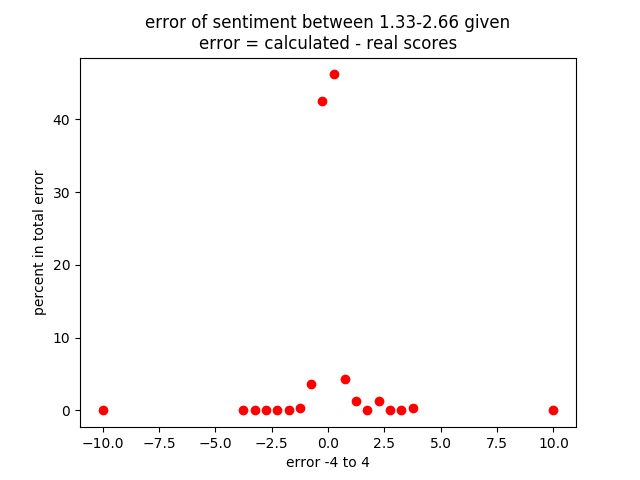 error of sentiment between 1.33-2.66 given
error = calculated - real scores
percent in total error
40
30
20
10
0
−10.0 −7.5 −5.0 −2.5 0.0 2.5 5.0 7.5 10.0
error -4 to 4